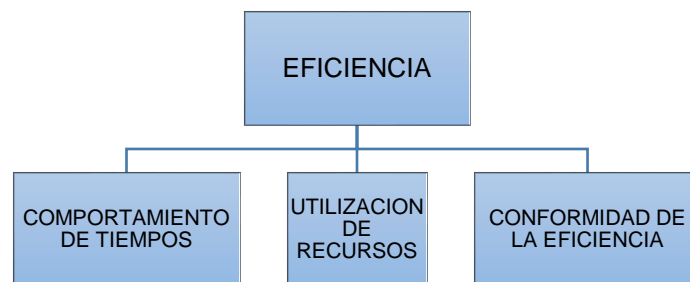 EFICIENCIA
COMPORTAMIENTO
DE TIEMPOS
UTILIZACION
DE
RECURSOS
CONFORMIDAD DE
LA EFICIENCIA